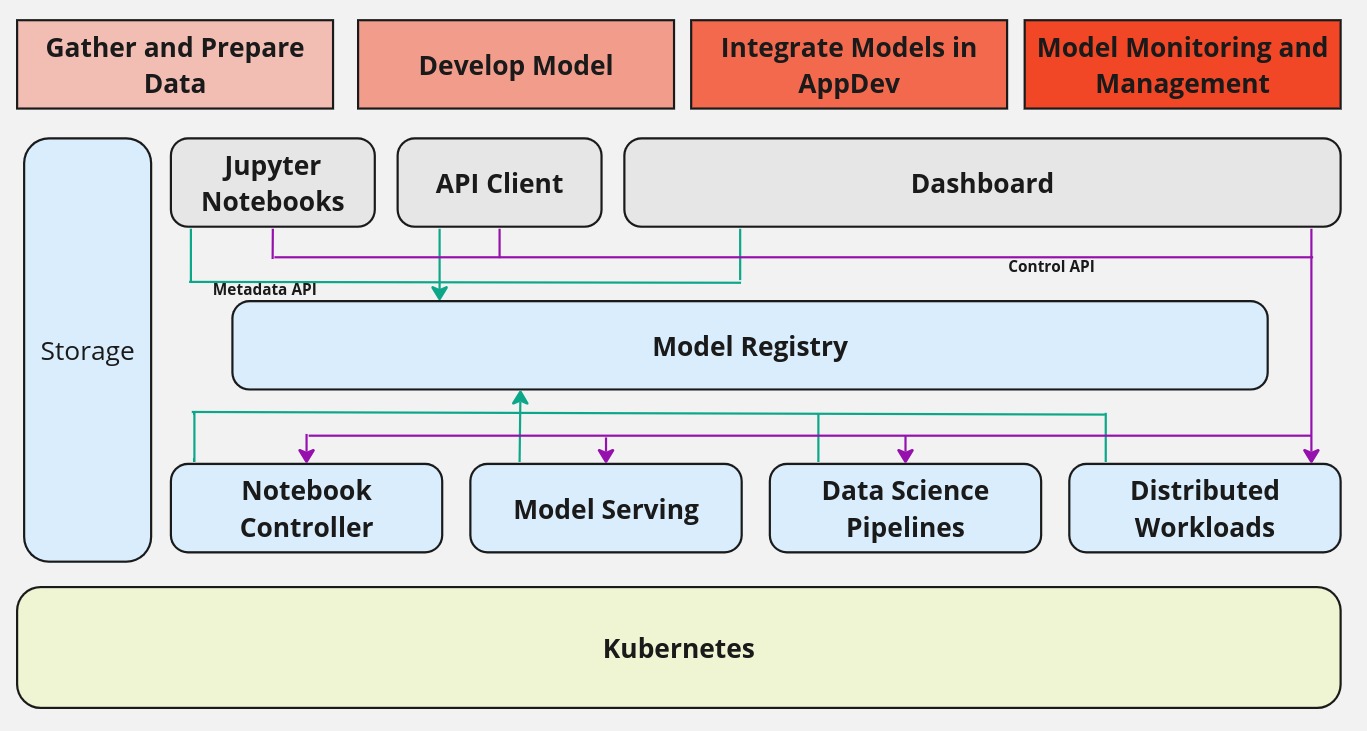 Gather and Prepare
Data
Develop Model
Integrate Models in
AppDev
Model Monitoring and
Management
Storage
Jupyter
Notebooks
API Client
Dashboard
Control API
Metadata API
Model Registry
Notebook
Controller
Model Serving
Data Science
Pipelines
Distributed
Workloads
Kubernetes